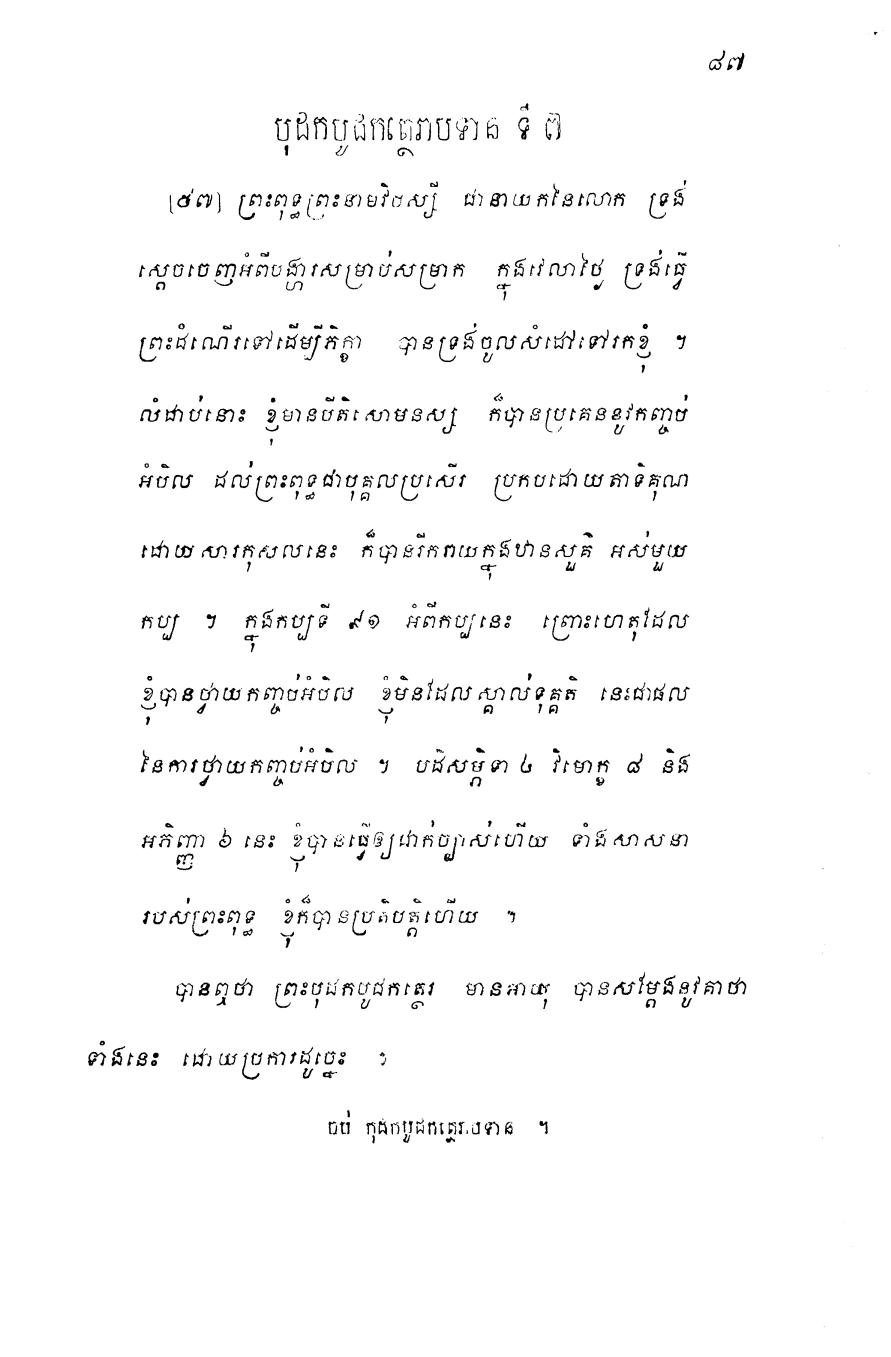 ៨៧
បុដកបូជកត្ថេរាបទាន ទី ៧
[៩៧] ព្រះពុទ្ធព្រះនាមវិបស្សី ជានាយកនៃលោក ទ្រង់
ស្តេចចេញអំពីបង្ហារសម្រាប់សម្រាក ក្នុងវេលាថ្ងៃ ទ្រង់ធ្វើ
ព្រះដំណើរទៅដើម្បីភិក្ខា បានទ្រង់ចូលសំដៅទៅរកខ្ញុំ ។
លំដាប់នោះ ខ្ញុំមានបីតិសោមនស្ស ក៏បានប្រគេននូវកញ្ចប់
អំបិល ដល់ព្រះពុទ្ធជាបុគ្គលប្រសើរ ប្រកបដោយតាទិគុណ
ដោយសារកុសលនេះ ក៏បានរីករាយក្នុងឋានសួគ៌ អស់មួយ
កប្ប ។ ក្នុងកប្បទី ៩១ អំពីកប្បនេះ ព្រោះហេតុដែល
ខ្ញុំបានថ្វាយកញ្ចប់អំបិល ខ្ញុំមិនដែលស្គាល់ទុគ្គតិ នេះជាផល
នៃការថ្វាយកញ្ចប់អំបិល ។ បដិសម្ភិទា ៤ វិមោក្ខ ៨ និង
អភិញ្ញា ៦ នេះ ខ្ញុំបានធ្វើឲ្យជាក់ច្បាស់ហើយ ទាំងសាសនា
របស់ព្រះពុទ្ធ ខ្ញុំក៏បានប្រតិបត្តិហើយ ។
បានឮថា ព្រះបុដកបូជកត្ថេរ មានអាយុ បានសម្តែងនូវគាថា
ទាំងនេះ ដោយប្រការដូច្នេះ ។
ចប់ កុដកបូជកត្ថេរាបទាន ។